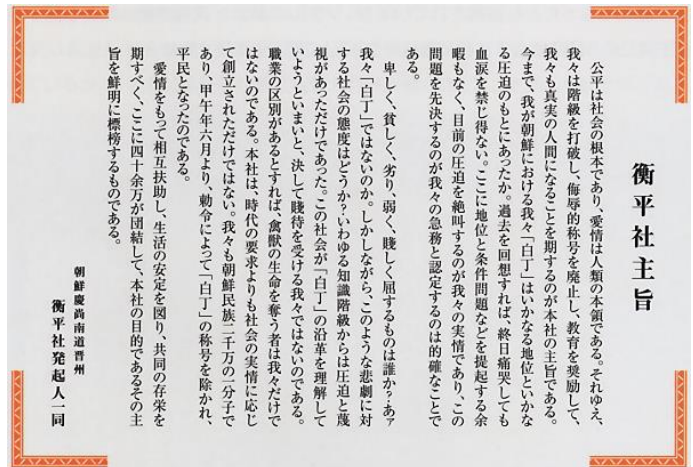 衡平社主旨
公平は社会の根本であり、愛情は人類の本領である。それゆえ、
我々は階級を打破し、侮辱的称号を廃止し、教育を奨励して、
我々も真実の人間になることを期するのが本社の主旨である。
今まで、我が朝鮮における我々「白丁」はいかなる地位といかな
る圧迫のもとにあったか。過去を回想すれば、終日痛哭しても
血涙を禁じ得ない。ここに地位と条件問題などを提起する余
暇もなく、目前の圧迫を絶叫するのが我々の実情であり、この
問題を先決するのが我々の急務と認定するのは的確なことで
ある。
卑しく、貧しく、劣り、弱く、賤しく屈するものは誰か?あァ
我々「白丁」ではないのか。しかしながら、このような悲劇に対
する社会の態度はどうか?いわゆる知識階級からは圧迫と蔑
視があっただけであった。この社会が「白丁」の沿革を理解して
いようといまいと、決して賤待を受ける我々ではないのである。
職業の区別があるとすれば、禽獣の生命を奪う者は我々だけで
はないのである。本社は、時代の要求よりも社会の実情に応じ
て創立されただけではない。我々も朝鮮民族二千万の一分子で
あり、甲午年六月より、勅令によって「白丁」の称号を除かれ、
平民となったのである。
愛情をもって相互扶助し、生活の安定を図り、共同の存栄を
期すべく、ここに四十余万が団結して、本社の目的であるその主
旨を鮮明に標榜するものである。
朝鮮慶尚南道晋州
衡平社発起人一同